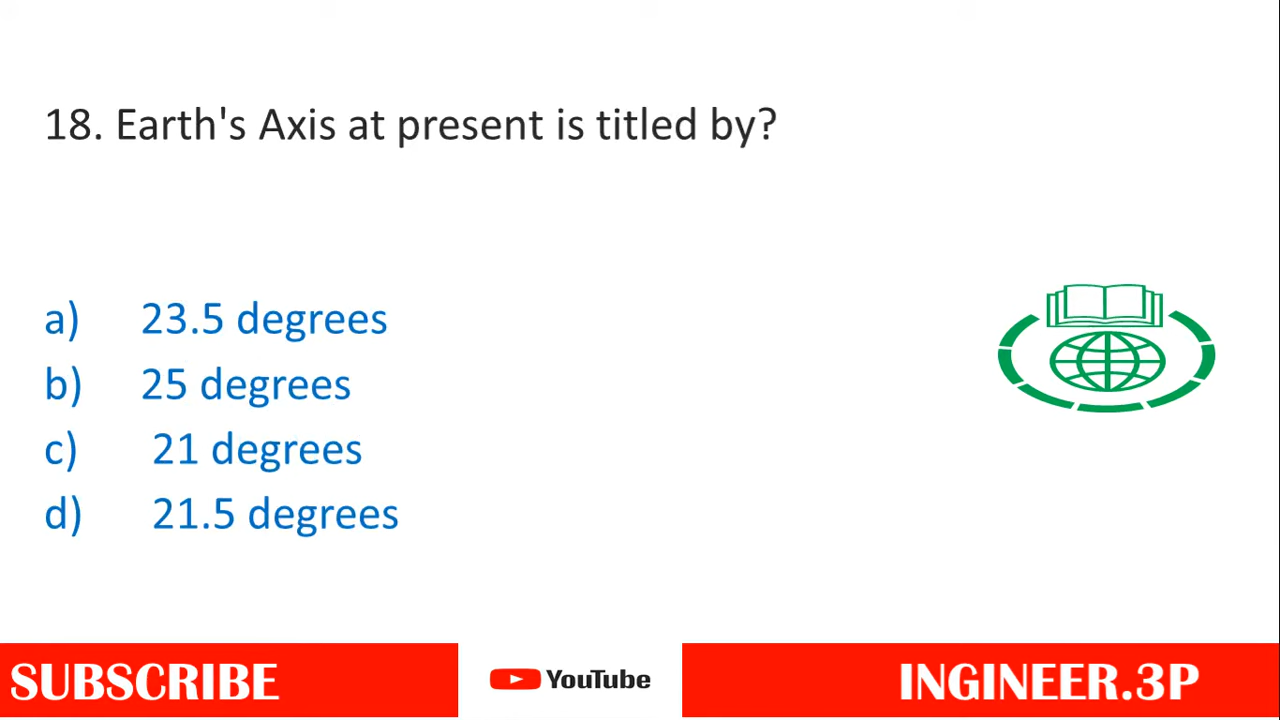 18. Earth's Axis at present is titled by?
a) 23.5 degrees
b) 25 degrees
c) 21 degrees
d) 21.5 degrees
SUBSCRIBE YouTube INGINEER.3P